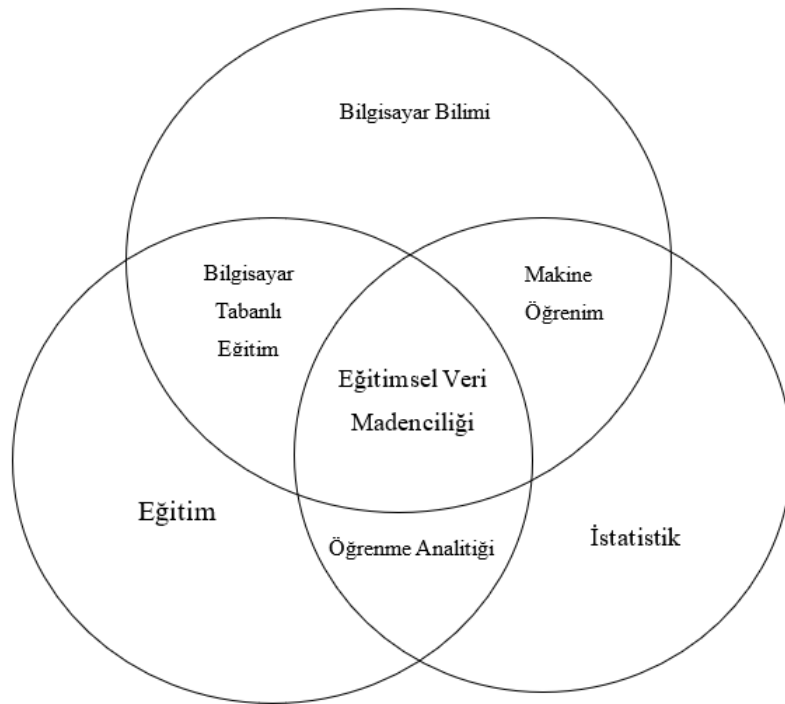 Bilgisayar Bilimi
Bilgisayar
Tabanlı
Eğitim
Makine
Öğrenim
Eğitimsel Veri
Madenciliği
Eğitim
Öğrenme Analitiği
İstatistik